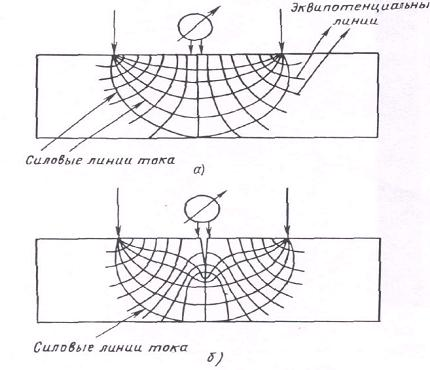 Эквипотенциальны
линии
Силовые линии тока
а)
Силовые линии тока
б)